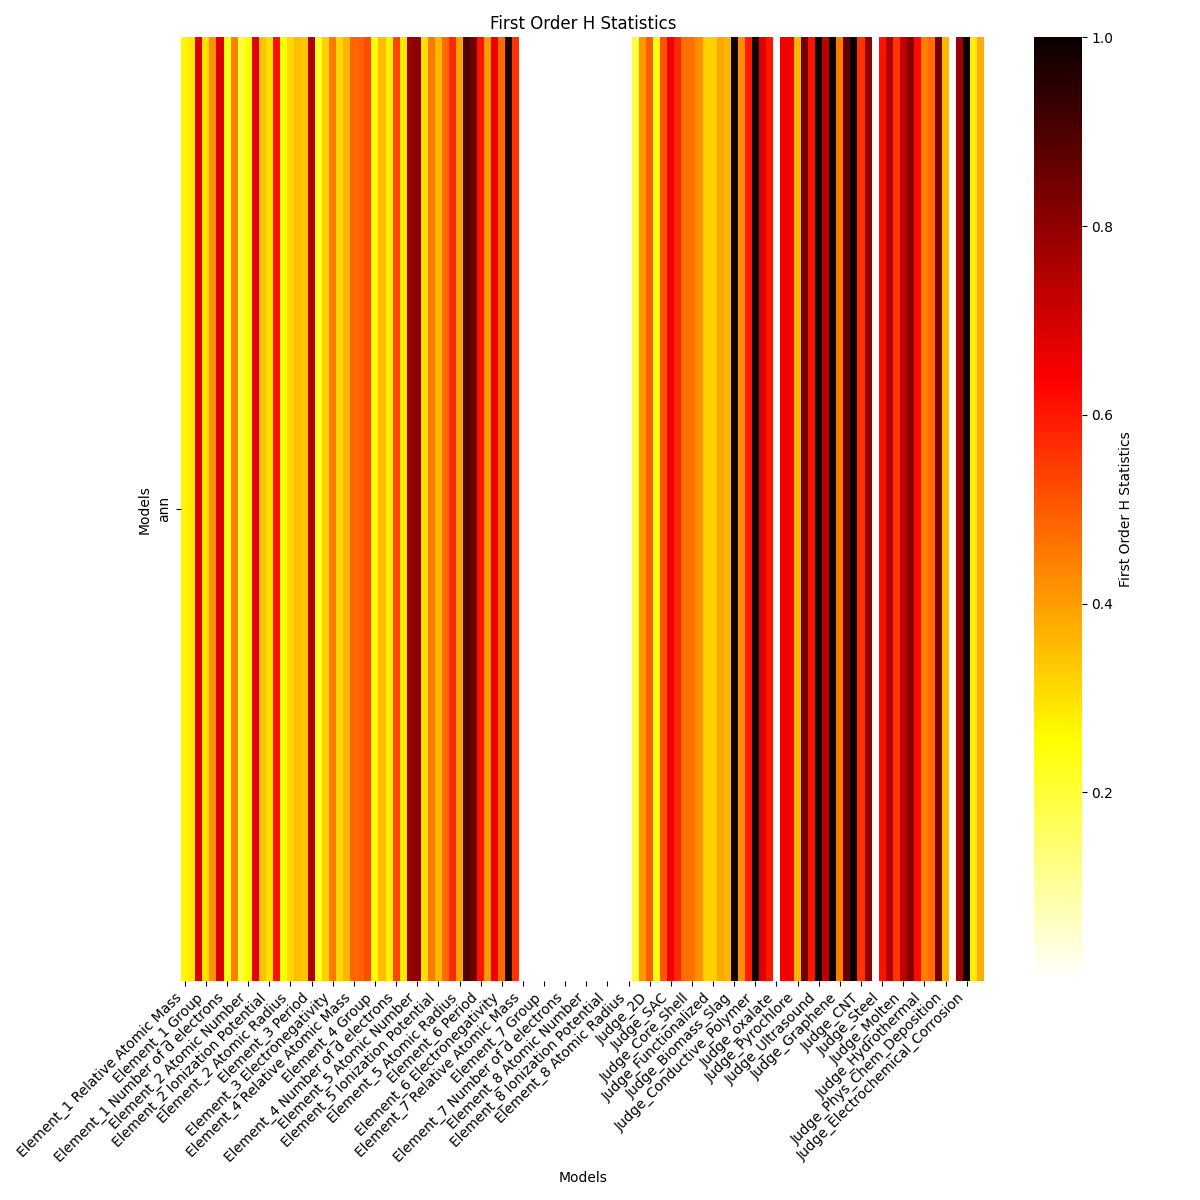 First Order H Statistics
1.0
0.8
0.6
0.4
0.2
First Order H Statistics
Models
ann
Element_1 Relative Atomic Mass
Element_1 Group
Element_1 Number of d electrons
Element_2 Atomic Number
Element_2 Ionization Potential
Element_2 Atomic Radius
Element_3 Period
Element_3 Electronegativity
Element_4 Relative Atomic Mass
Element_4 Group
Element_4 Number of d electrons
Element_5 Atomic Number
Element_5 Ionization Potential
Element_5 Atomic Radius
Element_6 Period
Element_6 Electronegativity
Element_7 Relative Atomic Mass
Element_7 Group
Element_7 Number of d electrons
Element_8 Atomic Number
Element_8 Ionization Potential
Element_8 Atomic Radius
Judge_2D
Judge_SAC
Judge_Core_Shell
Judge_Functionalized
Judge_Biomass_Slag
Judge_Conductive_Polymer
Judge_oxalate
Judge_Pyrochlore
Judge_Ultrasound
Judge_Graphene
Judge_CNT
Judge_Steel
Judge_Molten
Judge_Hydrothermal
Judge_Phys_Chem_Deposition
Judge_Electrochemical_Corrosion
Models